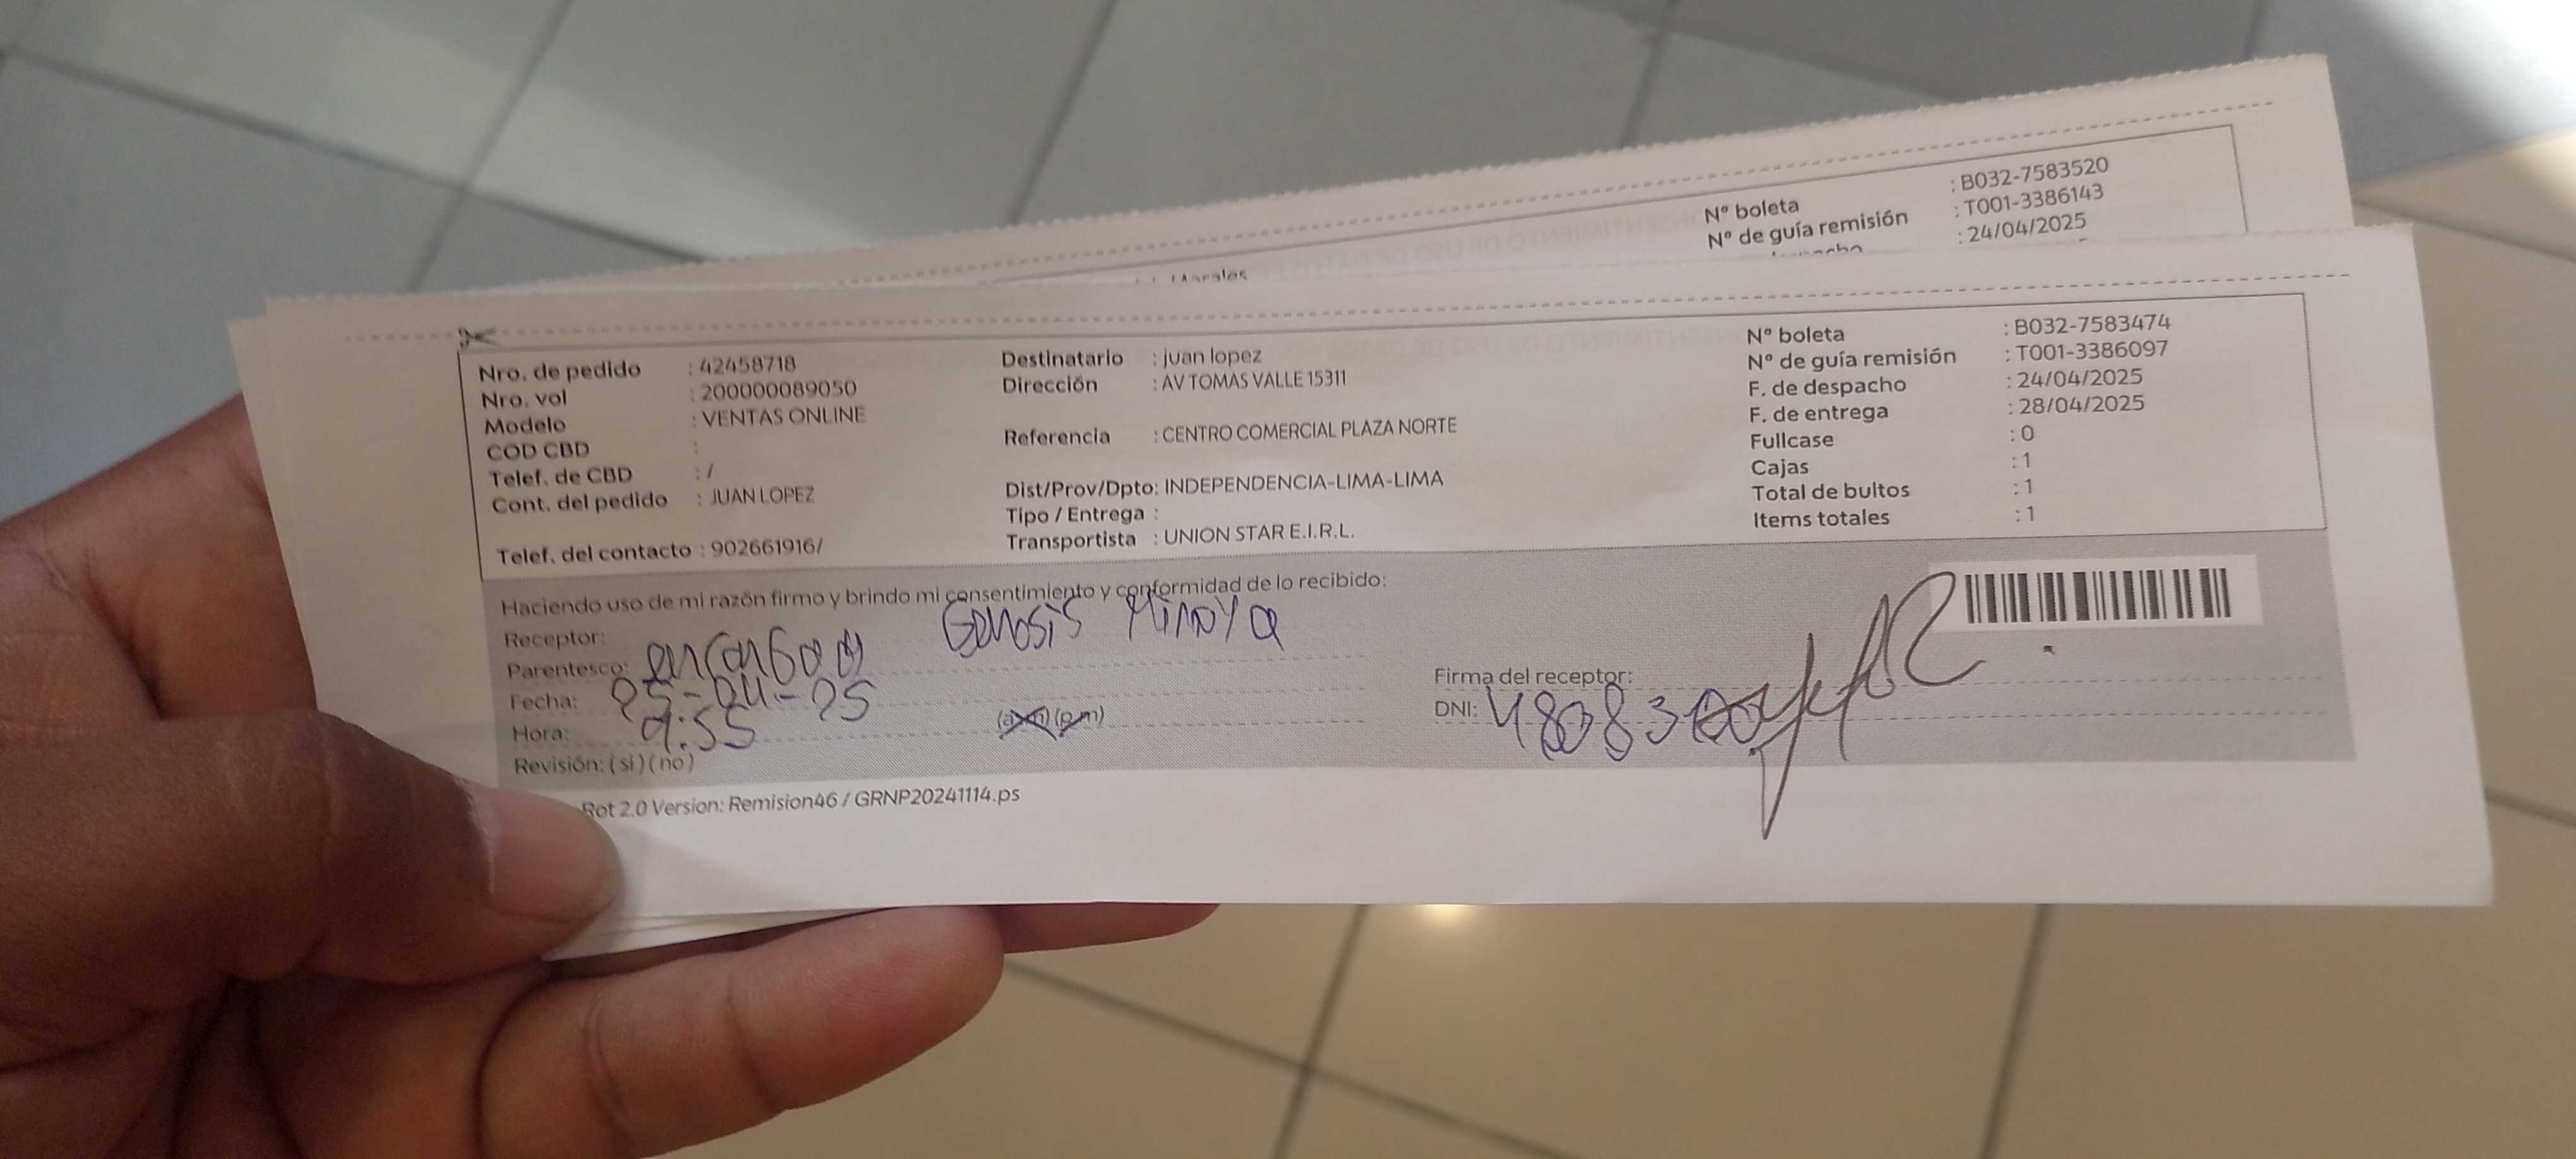 Nº boleta : B032-7583520
Nº de guía remisión : T001-3386143
: 24/04/2025
Morales
Nro. de pedido : 42458718
Nro. vol : 200000089050
Modelo : VENTAS ONLINE
COD CBD :
Telef. de CBD : /
Cont. del pedido : JUAN LOPEZ
Telef. del contacto : 902661916/
Destinatario : juan lopez
Dirección : AV TOMAS VALLE 15311
Referencia : CENTRO COMERCIAL PLAZA NORTE
Dist/Prov/Dpto: INDEPENDENCIA-LIMA-LIMA
Tipo / Entrega :
Transportista : UNION STAR E.I.R.L.
Nº boleta : B032-7583474
Nº de guía remisión : T001-3386097
F. de despacho : 24/04/2025
F. de entrega : 28/04/2025
Fullcase : 0
Cajas : 1
Total de bultos : 1
Items totales : 1
Haciendo uso de mi razón firmo y brindo mi consentimiento y conformidad de lo recibido:
Receptor: Genesis
Parentesco:
Fecha: 25-04-25
Hora: 9:55 (a.m) (p.m)
Revisión: (si) (no)
Firma del receptor:
DNI:
Rot 2.0 Version: Remision46 / GRNP20241114.ps